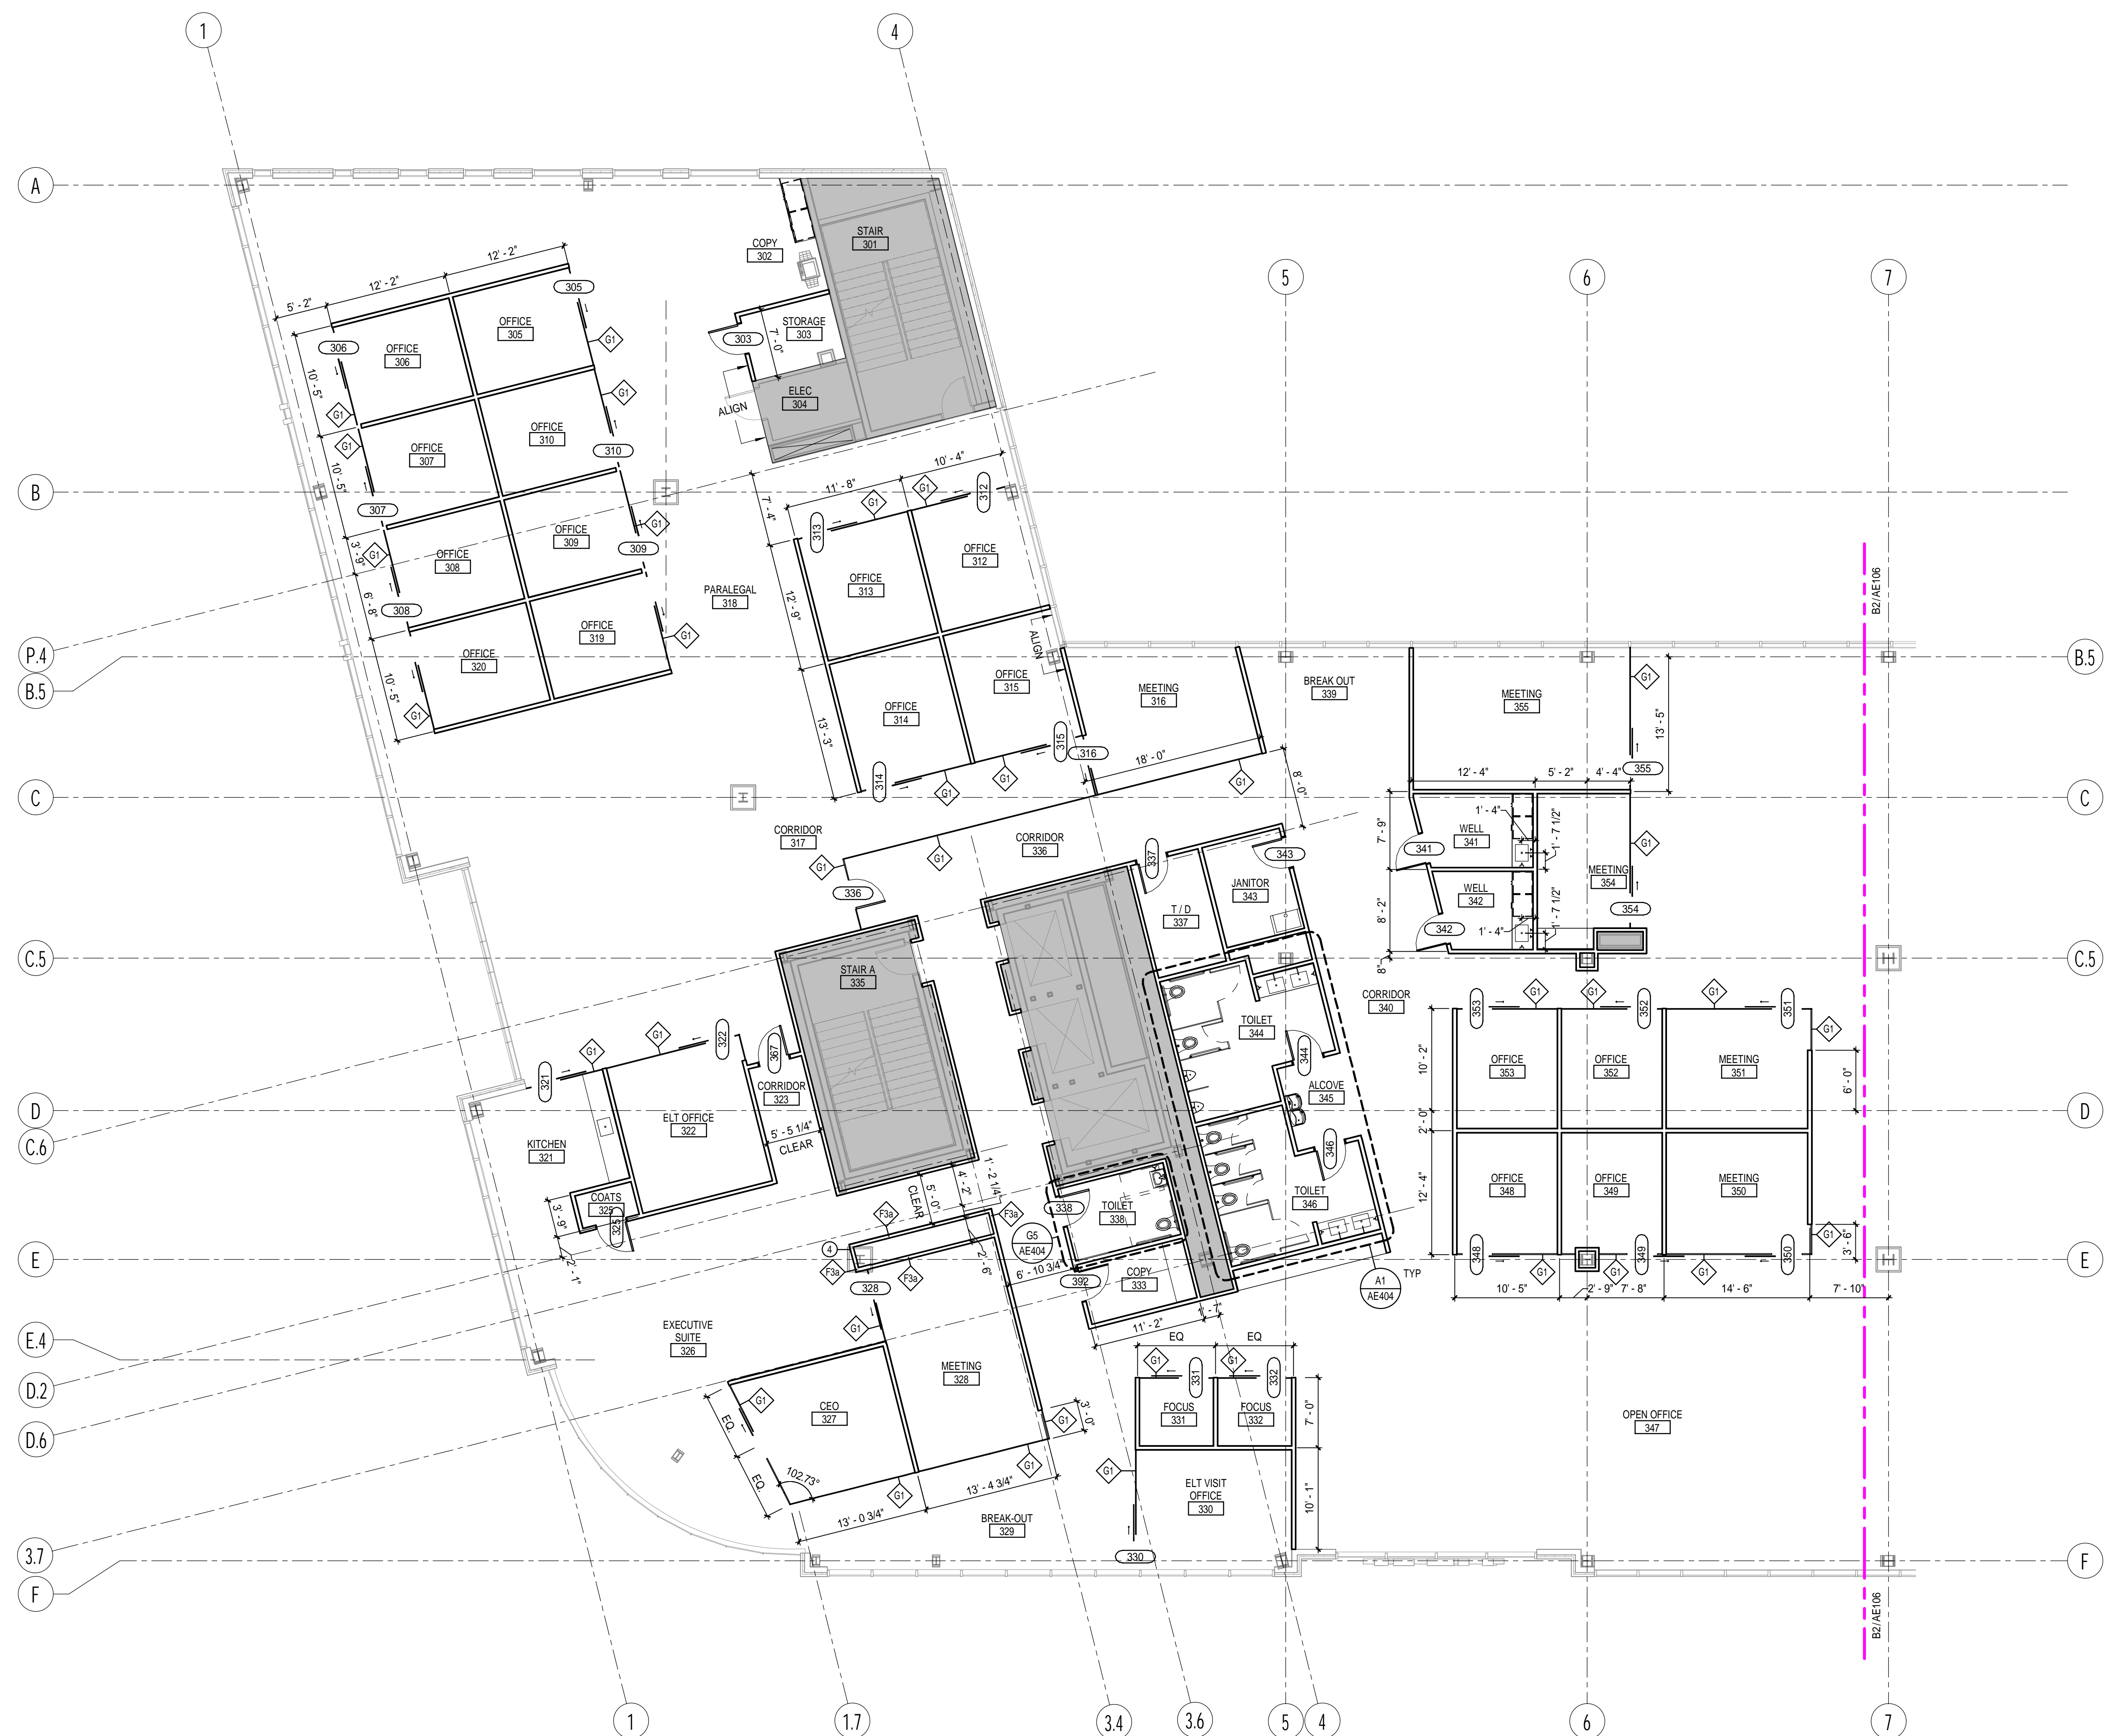 1
4
A
STAIR
301
COPY
302
12' - 2"
12' - 2"
5' - 2"
305
5
6
7
OFFICE
305
STORAGE
303
303
7' - 0"
306
OFFICE
306
G1
G1
ELEC
304
ALIGN
10' - 5"
G1
G1
OFFICE
310
310
OFFICE
307
10' - 5"
307
B
10' - 4"
11' - 8"
7' - 4"
G1
G1
312
313
G1
OFFICE
309
309
3' - 9"
G1
OFFICE
308
308
OFFICE
312
OFFICE
313
PARALEGAL
318
12' - 9"
6' - 8"
B2/AE106
OFFICE
319
G1
OFFICE
320
P.4
B.5
B.5
ALIGN
10' - 5"
G1
OFFICE
315
OFFICE
314
MEETING
316
BREAK OUT
339
MEETING
355
G1
13' - 5"
13' - 3"
315
316
18' - 0"
8' - 0"
G1
G1
G1
314
355
12' - 4"
5' - 2"
4' - 4"
C
C
1' - 4"
7' - 9"
WELL
341
341
1' - 7 1/2"
G1
CORRIDOR
317
CORRIDOR
336
G1
G1
336
337
343
JANITOR
343
MEETING
354
354
8' - 2"
WELL
342
342
1' - 4"
1' - 7 1/2"
8"
T / D
337
C.5
C.5
STAIR A
335
CORRIDOR
340
353
G1
G1
352
G1
351
G1
TOILET
344
344
G1
G1
322
367
321
10' - 2"
OFFICE
353
OFFICE
352
MEETING
351
6' - 0"
CORRIDOR
323
ALCOVE
345
D
C.6
D
ELT OFFICE
322
5' - 5 1/4"
CLEAR
KITCHEN
321
2' - 0"
346
12' - 4"
OFFICE
348
OFFICE
349
MEETING
350
1' - 2 1/4"
4' - 2"
5' - 0"
CLEAR
COATS
325
325
3' - 9"
2' - 1"
TOILET
338
338
TOILET
346
F3a
F3a
4
F3a
F3a
2' - 6"
G5
AE404
6' - 10 3/4"
392
COPY
333
A1
AE404
TYP
G1
3' - 6"
E
E
348
G1
G1
349
G1
350
328
G1
10' - 5"
2' - 9"
7' - 8"
14' - 6"
7' - 10"
1' - 7"
11' - 2"
EXECUTIVE
SUITE
326
E.4
EQ
EQ
G1
331
G1
332
MEETING
328
D.2
CEO
327
G1
EQ.
EQ.
3' - 0"
G1
FOCUS
331
FOCUS
332
7' - 0"
OPEN OFFICE
347
D.6
G1
G1
G1
102.73°
13' - 4 3/4"
13' - 0 3/4"
ELT VISIT
OFFICE
330
10' - 1"
BREAK-OUT
329
330
3.7
F
F
B2/AE106
1
1.7
3.4
3.6
5
4
6
7